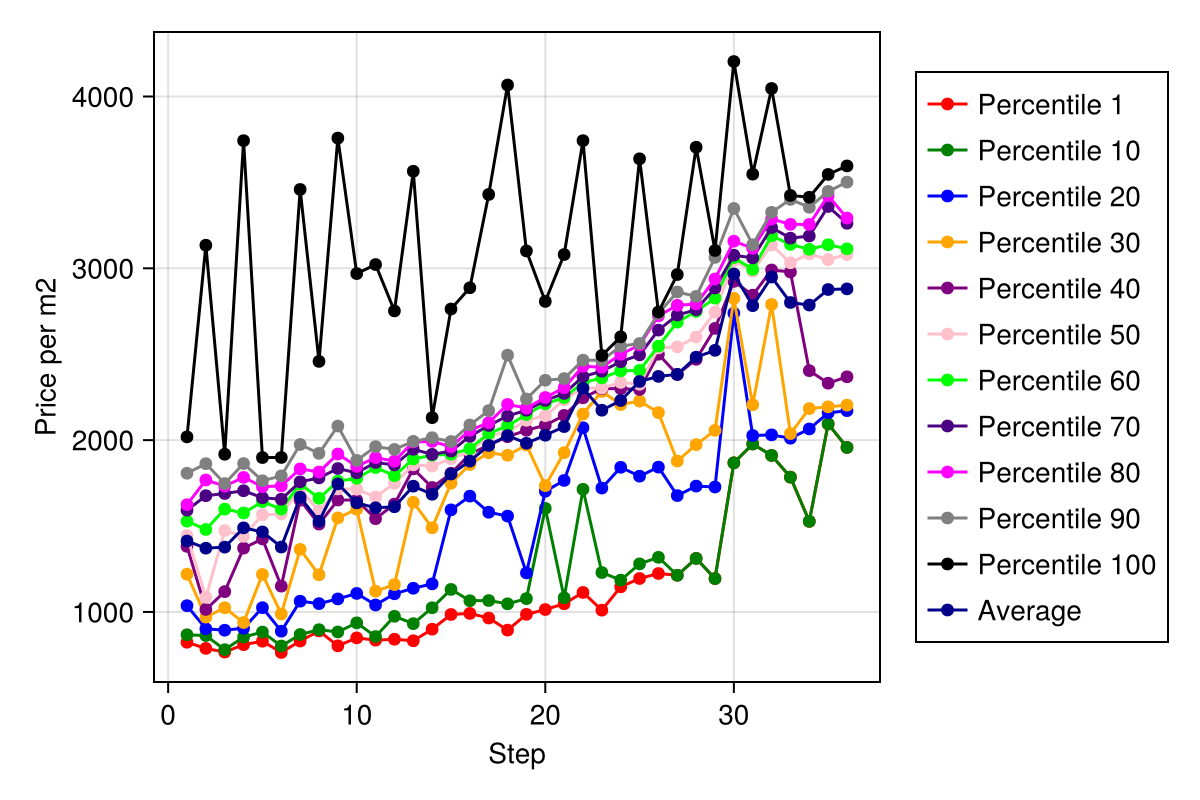 4000
3000
2000
1000
Price per m2
0
10
20
30
Step
Percentile 1
Percentile 10
Percentile 20
Percentile 30
Percentile 40
Percentile 50
Percentile 60
Percentile 70
Percentile 80
Percentile 90
Percentile 100
Average